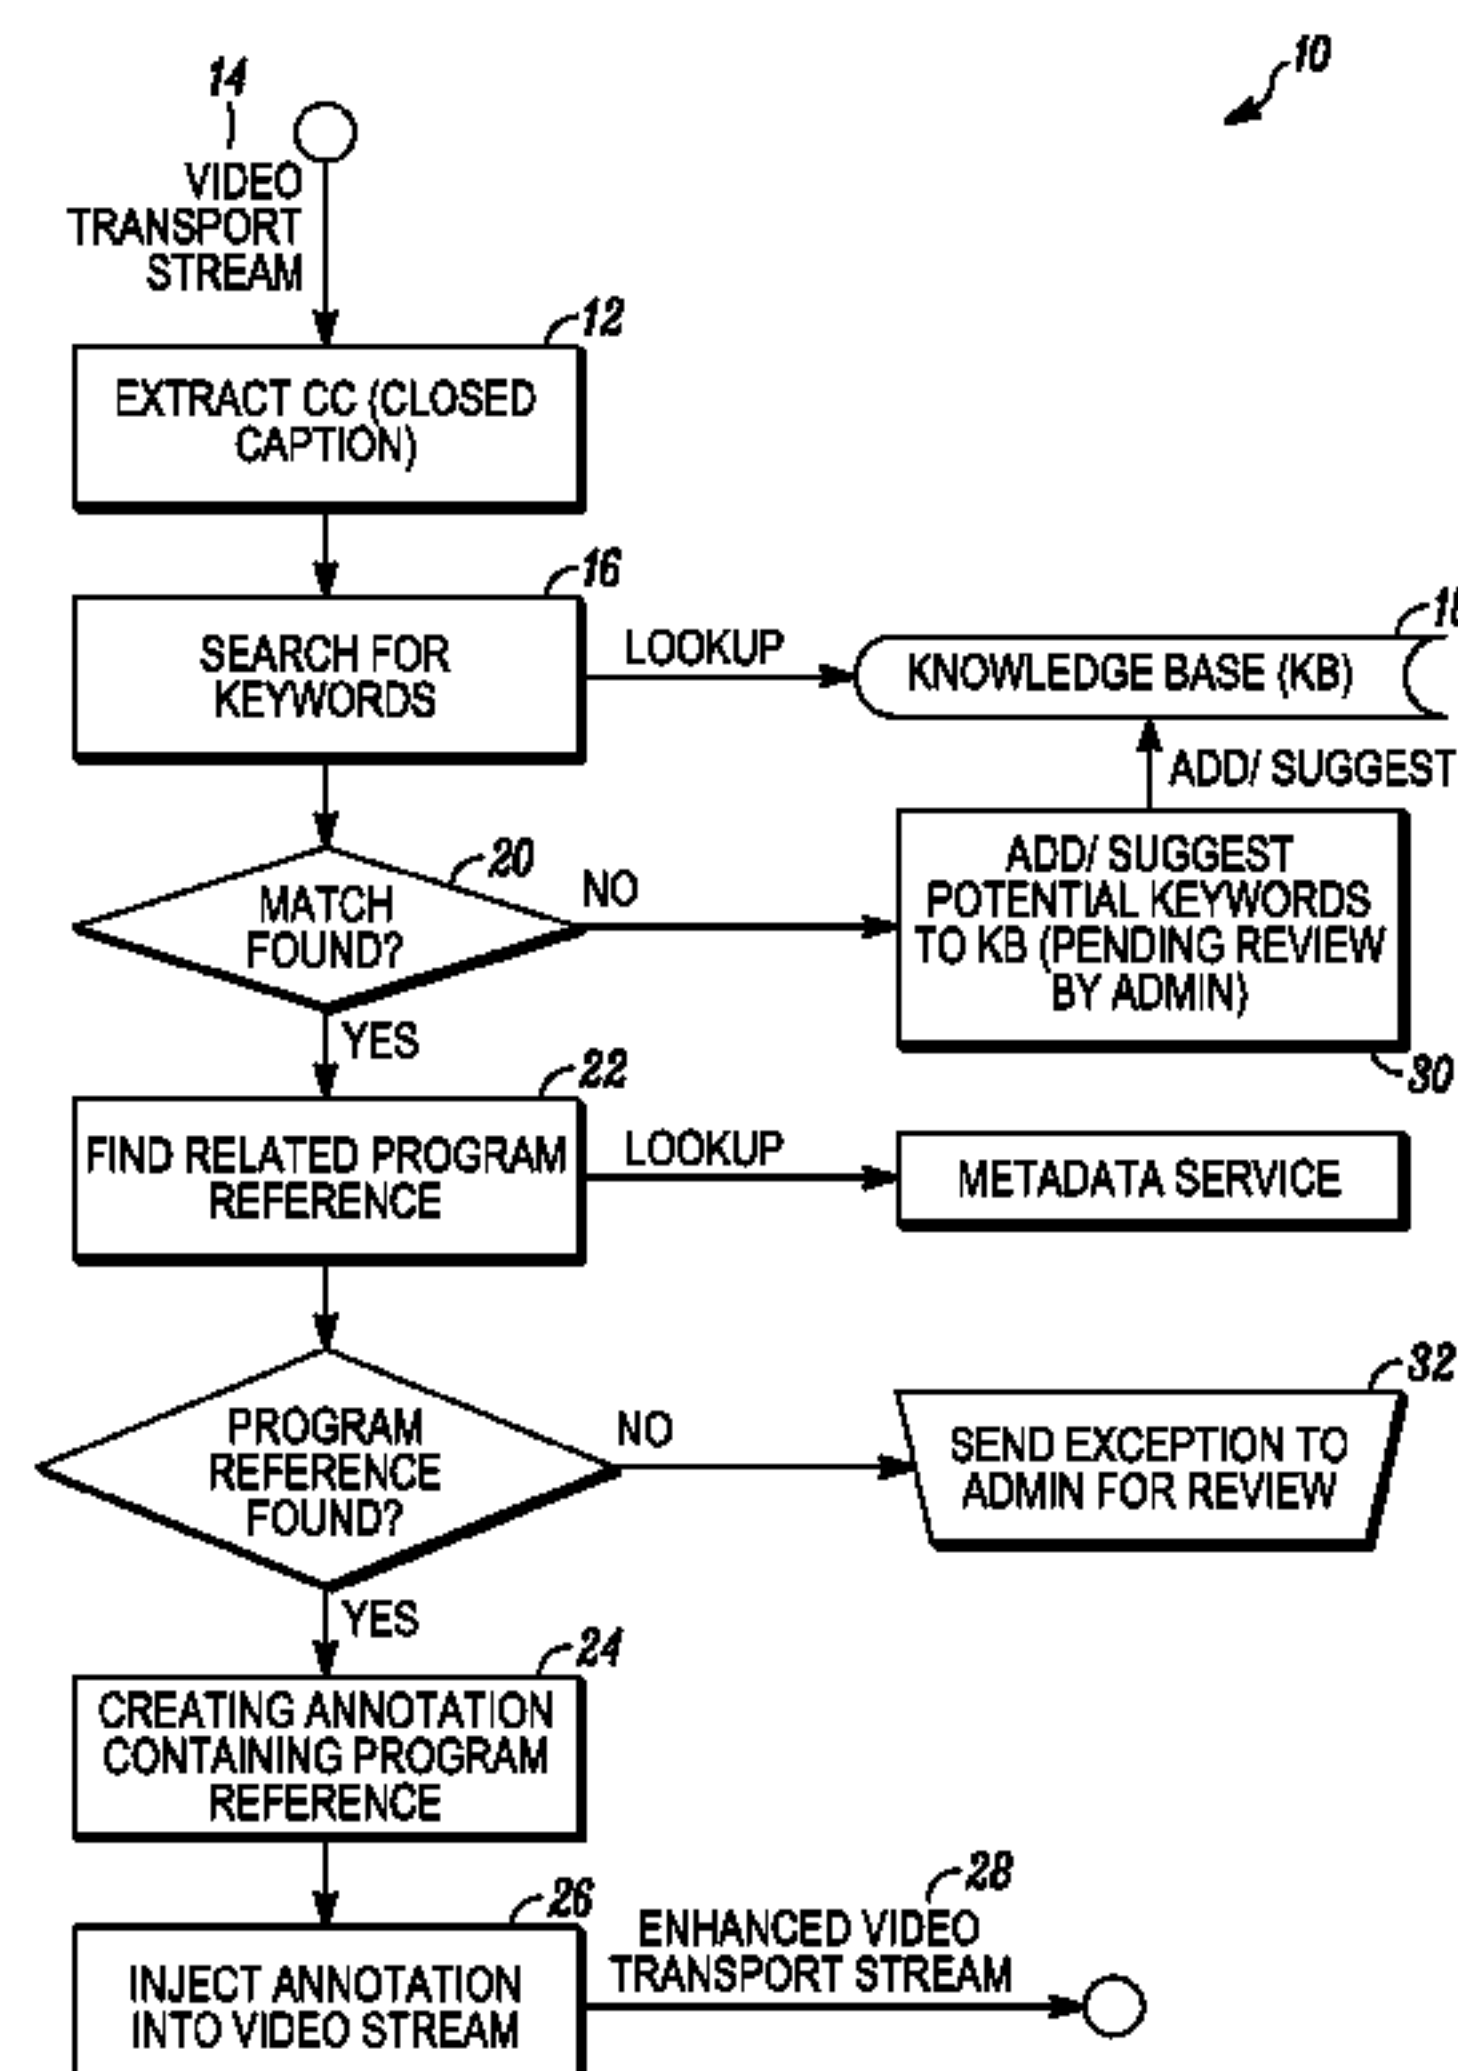 10
14
VIDEO
TRANSPORT
STREAM
12
EXTRACT CC (CLOSED
CAPTION)
16
SEARCH FOR
KEYWORDS
LOOKUP
KNOWLEDGE BASE (KB)
ADD/ SUGGEST
20
MATCH
FOUND?
NO
ADD/ SUGGEST
POTENTIAL KEYWORDS
TO KB (PENDING REVIEW
BY ADMIN)
30
YES
22
FIND RELATED PROGRAM
REFERENCE
LOOKUP
METADATA SERVICE
PROGRAM
REFERENCE
FOUND?
NO
32
SEND EXCEPTION TO
ADMIN FOR REVIEW
YES
24
CREATING ANNOTATION
CONTAINING PROGRAM
REFERENCE
26
INJECT ANNOTATION
INTO VIDEO STREAM
28
ENHANCED VIDEO
TRANSPORT STREAM